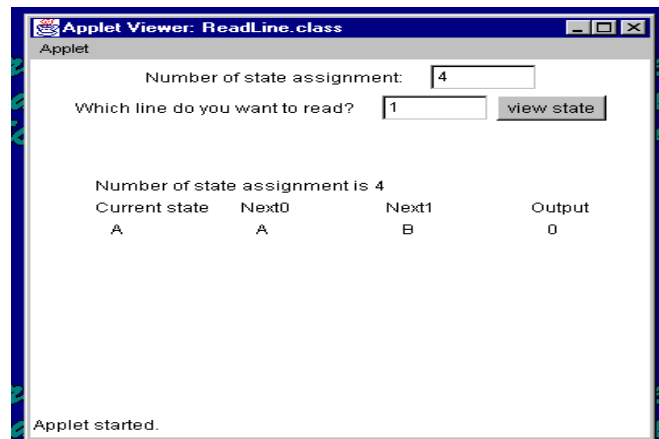 Applet Viewer: ReadLine.class
Applet
Number of state assignment: 4
Which line do you want to read? 1 view state
Number of state assignment is 4
Current state Next0 Next1 Output
A A B 0
Applet started.